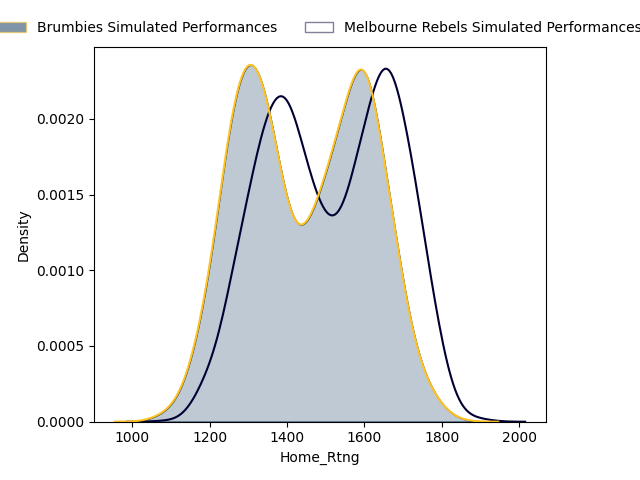 Brumbies Simulated Performances Melbourne Rebels Simulated Performances
0.0020
0.0015
0.0010
0.0005
0.0000
Density
1000 1200 1400 1600 1800 2000
Home_Rtng